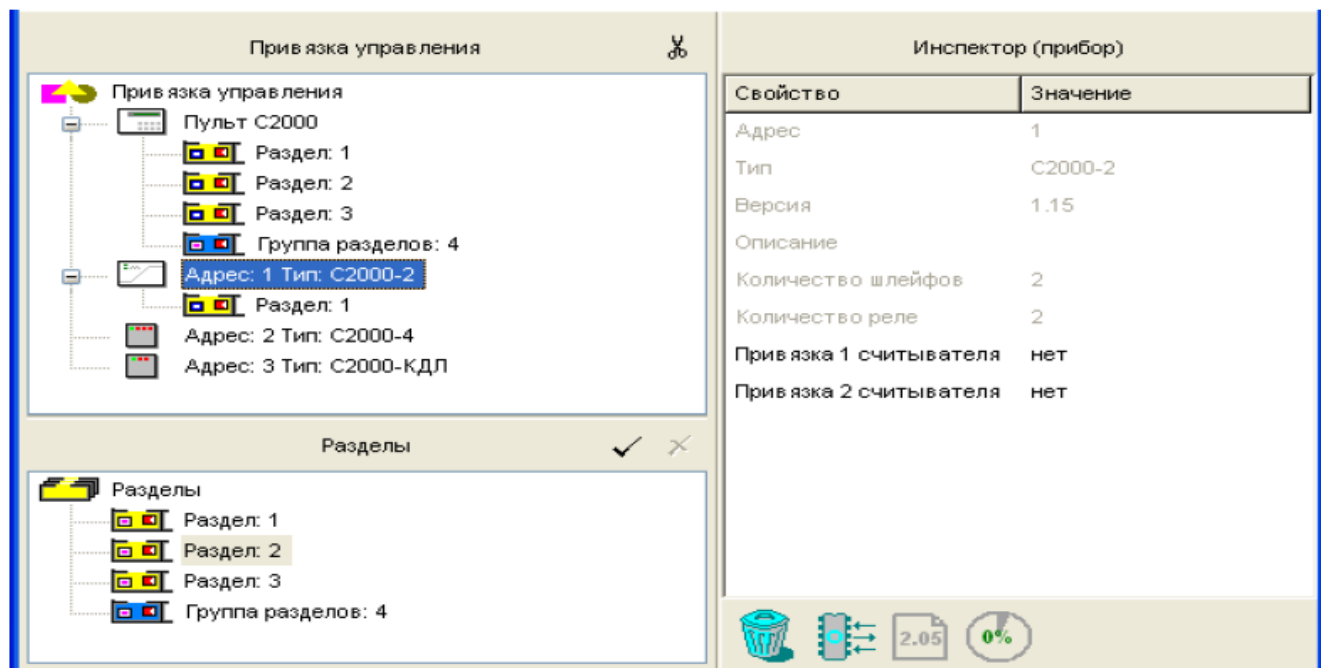 Привязка управления
Привязка управления
Пульт С2000
Раздел: 1
Раздел: 2
Раздел: 3
Группа разделов: 4
Адрес: 1 Тип: С2000-2
Раздел: 1
Адрес: 2 Тип: С2000-4
Адрес: 3 Тип: С2000-КДЛ
Разделы
Разделы
Раздел: 1
Раздел: 2
Раздел: 3
Группа разделов: 4
Инспектор (прибор)
Свойство Значение
Адрес 1
Тип С2000-2
Версия 1.15
Описание
Количество шлейфов 2
Количество реле 2
Привязка 1 считывателя нет
Привязка 2 считывателя нет
2.05 0%